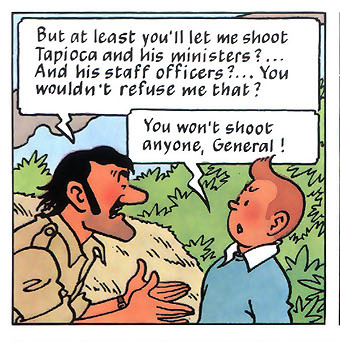 But at least you'll let me shoot
Tapioca and his ministers?...
And his staff officers?... You
wouldn't refuse me that?
You won't shoot
anyone, General!